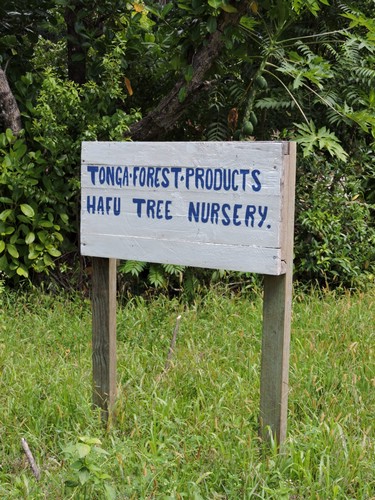 TONGA·FOREST·PRODUCTS
HAFU TREE NURSERY.